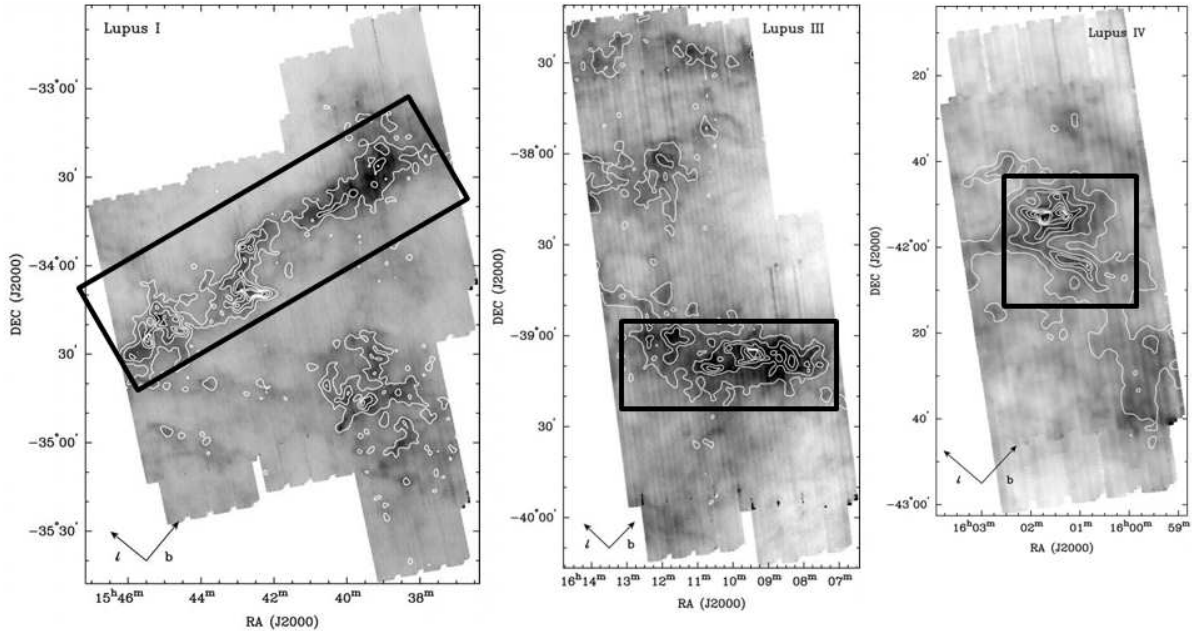 Lupus I
DEC (J2000)
−33°00'
30'
−34°00'
30'
−35°00'
−35°30'
l
b
15ʰ46ᵐ
44ᵐ
42ᵐ
40ᵐ
38ᵐ
RA (J2000)
Lupus III
DEC (J2000)
30'
−38°00'
30'
−39°00'
30'
−40°00'
l
b
16ʰ14ᵐ
13ᵐ
12ᵐ
11ᵐ
10ᵐ
09ᵐ
08ᵐ
07ᵐ
RA (J2000)
Lupus IV
DEC (J2000)
20'
40'
−42°00'
20'
40'
−43°00'
l
b
16ʰ03ᵐ
02ᵐ
01ᵐ
16ʰ00ᵐ
59ᵐ
RA (J2000)